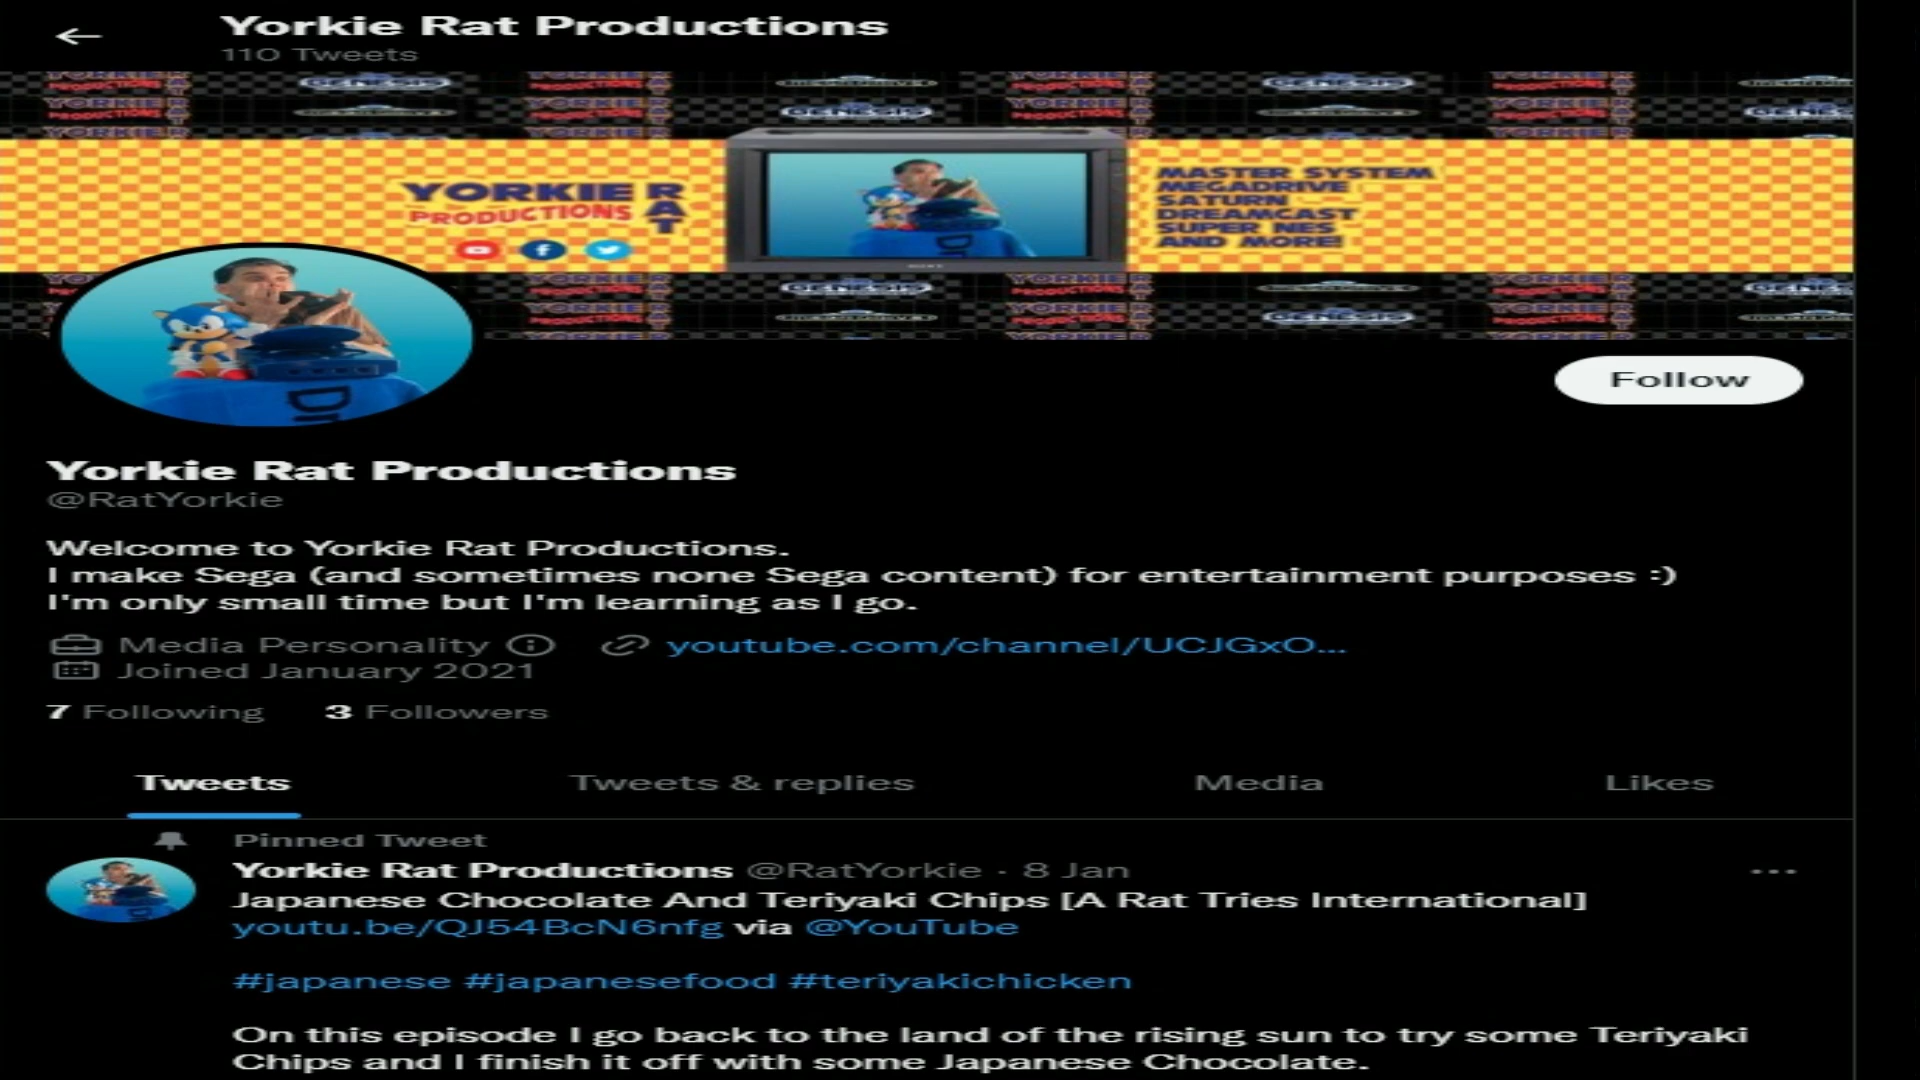 Yorkie Rat Productions
110 Tweets
YORKIE RAT
PRODUCTIONS
MASTER SYSTEM
MEGADRIVE
SATURN
DREAMCAST
SUPER NES
AND MORE!
Follow
Yorkie Rat Productions
@RatYorkie
Welcome to Yorkie Rat Productions.
I make Sega (and sometimes none Sega content) for entertainment purposes :)
I'm only small time but I'm learning as I go.
Media Personality youtube.com/channel/UCJGxO...
Joined January 2021
7 Following 3 Followers
Tweets Tweets & replies Media Likes
Pinned Tweet
Yorkie Rat Productions @RatYorkie · 8 Jan
Japanese Chocolate And Teriyaki Chips [A Rat Tries International]
youtu.be/QJ54BcN6nfg via @YouTube
#japanese #japanesefood #teriyakichicken
On this episode I go back to the land of the rising sun to try some Teriyaki
Chips and I finish it off with some Japanese Chocolate.